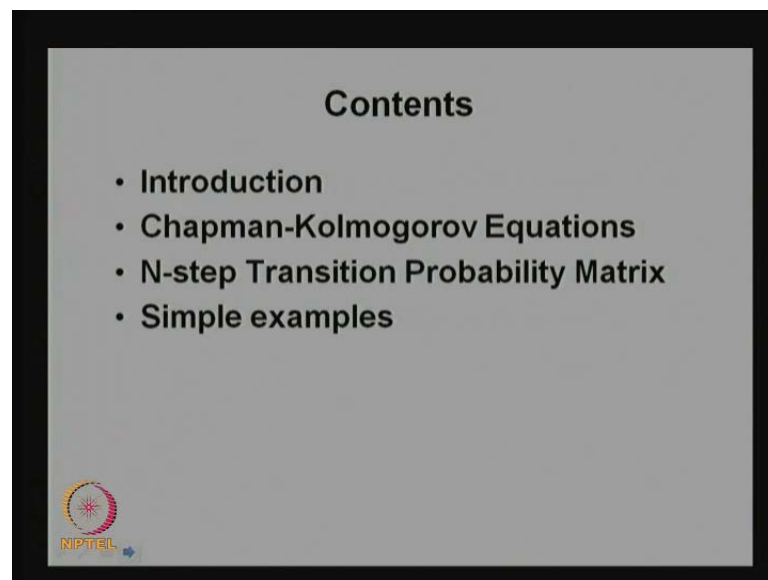 Contents
• Introduction
• Chapman-Kolmogorov Equations
• N-step Transition Probability Matrix
• Simple examples
NPTEL